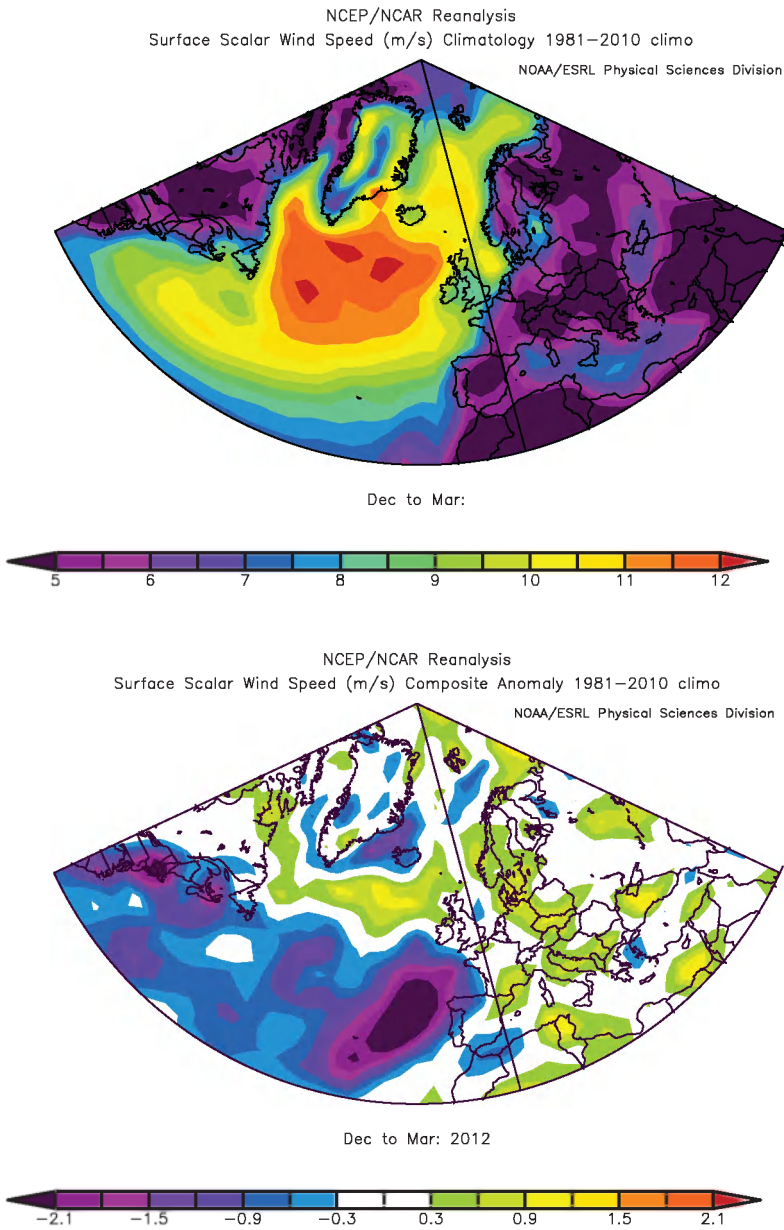 NCEP/NCAR Reanalysis
Surface Scalar Wind Speed (m/s) Climatology 1981−2010 climo
NOAA/ESRL Physical Sciences Division
Dec to Mar:
5 6 7 8 9 10 11 12
NCEP/NCAR Reanalysis
Surface Scalar Wind Speed (m/s) Composite Anomaly 1981−2010 climo
NOAA/ESRL Physical Sciences Division
Dec to Mar: 2012
−2.1 −1.5 −0.9 −0.3 0.3 0.9 1.5 2.1